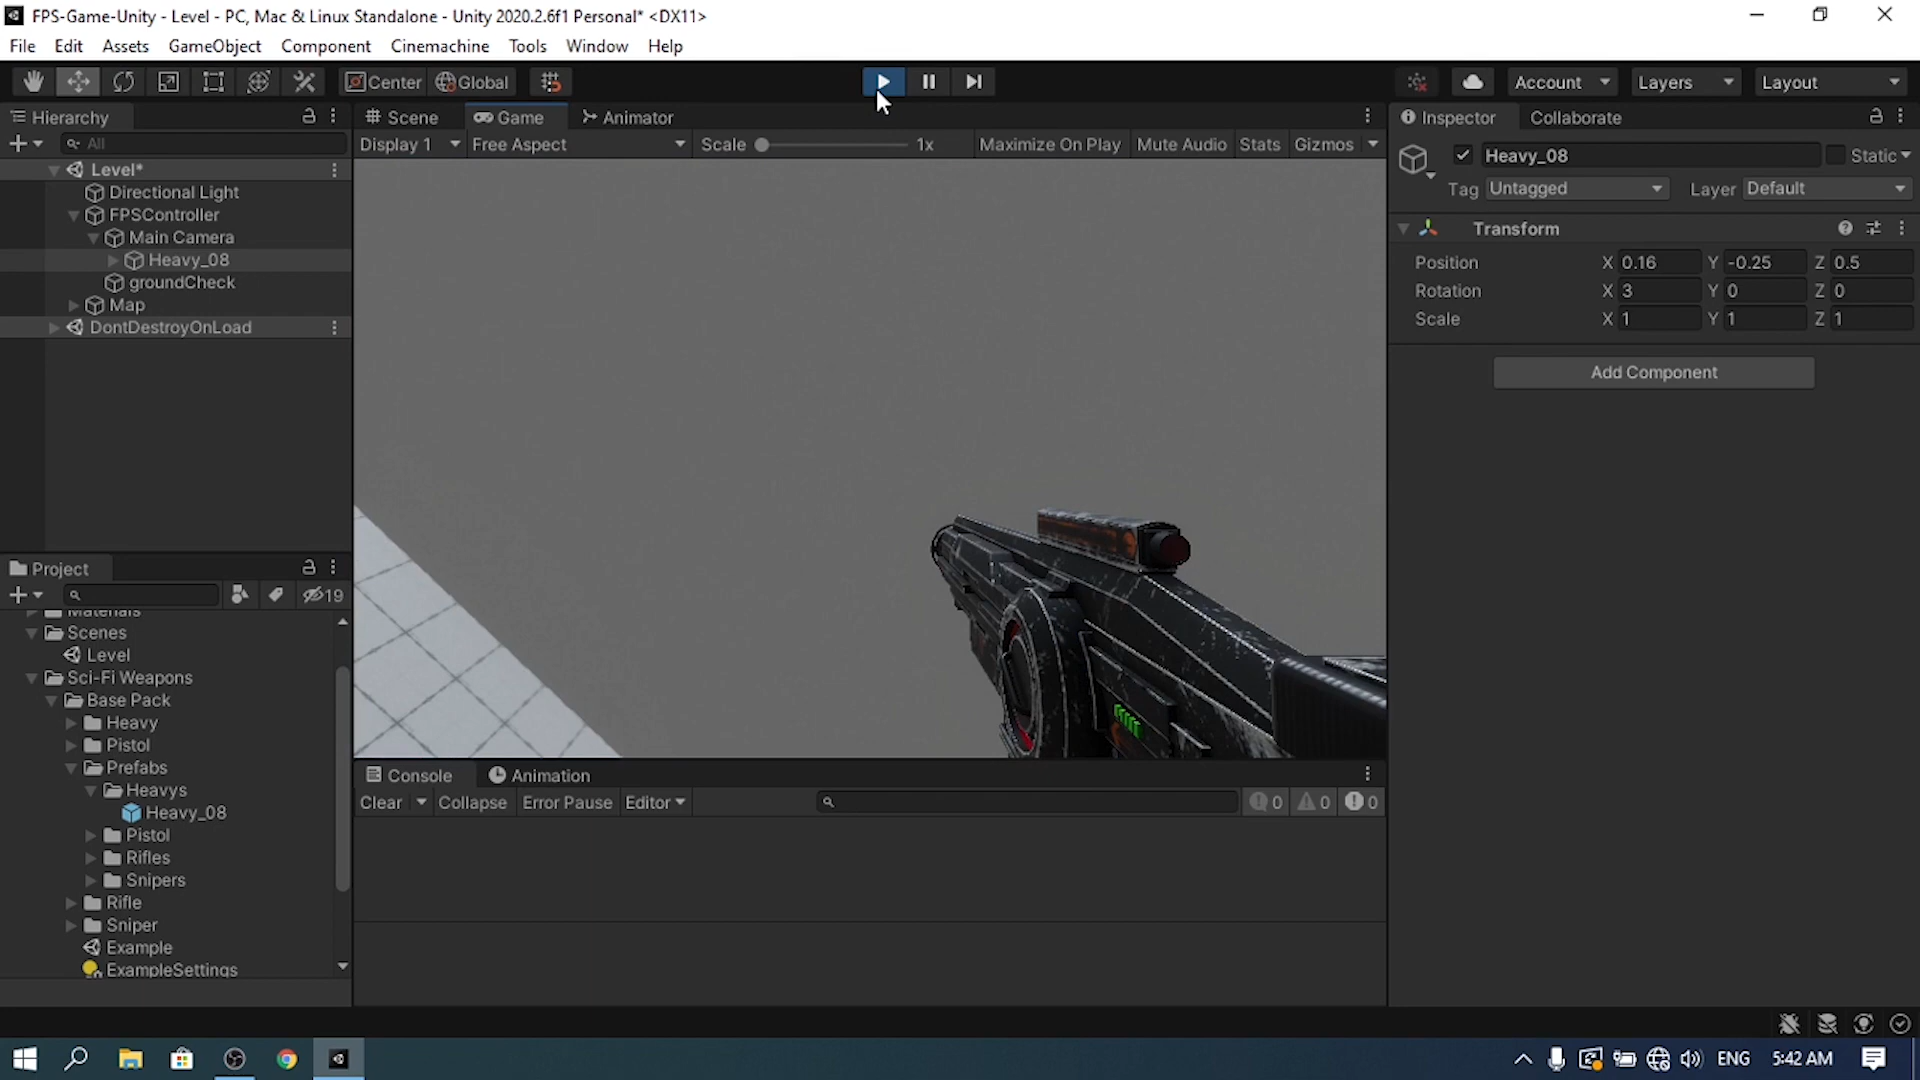 FPS-Game-Unity - Level - PC, Mac & Linux Standalone - Unity 2020.2.6f1 Personal* <DX11>
File Edit Assets GameObject Component Cinemachine Tools Window Help
Center Global Account Layers Layout
Hierarchy Scene Game Animator Inspector Collaborate
All Display 1 Free Aspect Scale 1x Maximize On Play Mute Audio Stats Gizmos
Heavy_08 Static
Level*
Tag Untagged Layer Default
Directional Light
FPSController
Main Camera
Heavy_08
groundCheck
Map
DontDestroyOnLoad
Transform
Position X 0.16 Y -0.25 Z 0.5
Rotation X 3 Y 0 Z 0
Scale X 1 Y 1 Z 1
Add Component
Project
19
Materials
Scenes
Level
Sci-Fi Weapons
Base Pack
Heavy
Pistol
Prefabs
Heavys
Heavy_08
Pistol
Rifles
Snipers
Rifle
Sniper
Example
ExampleSettings
Console Animation
Clear Collapse Error Pause Editor 0 0 0
ENG 5:42 AM